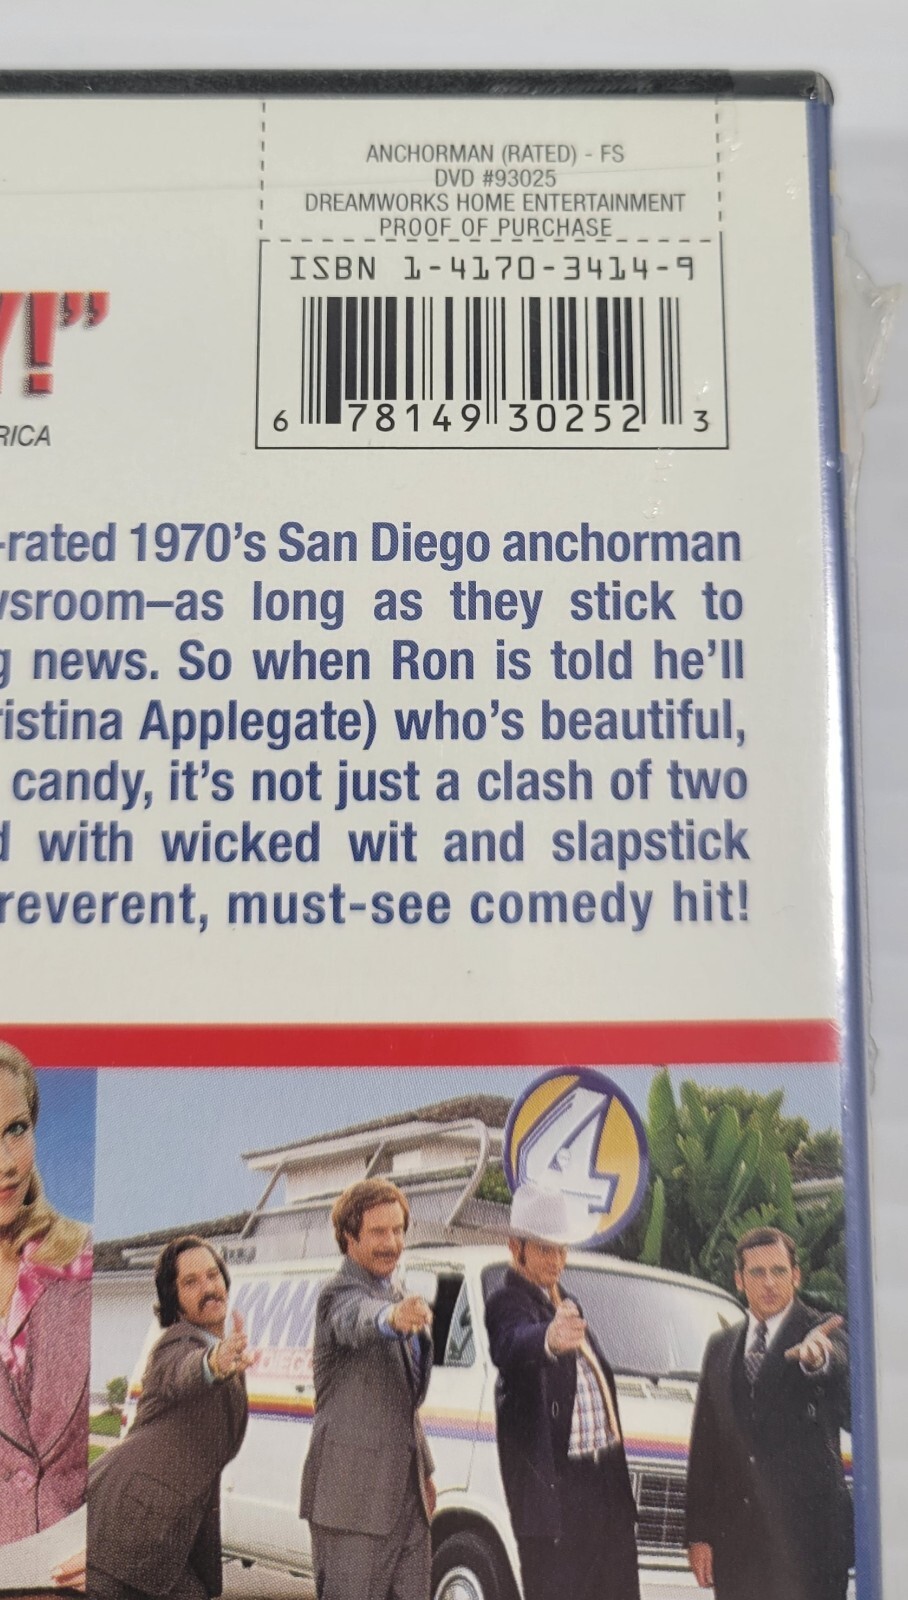 ANCHORMAN (RATED) - FS
DVD #93025
DREAMWORKS HOME ENTERTAINMENT
PROOF OF PURCHASE
ISBN 1-4170-3414-9
6 78149 30252 3
!”
RICA
-rated 1970's San Diego anchorman
wsroom–as long as they stick to
g news. So when Ron is told he'll
ristina Applegate) who's beautiful,
candy, it's not just a clash of two
d with wicked wit and slapstick
reverent, must-see comedy hit!
4